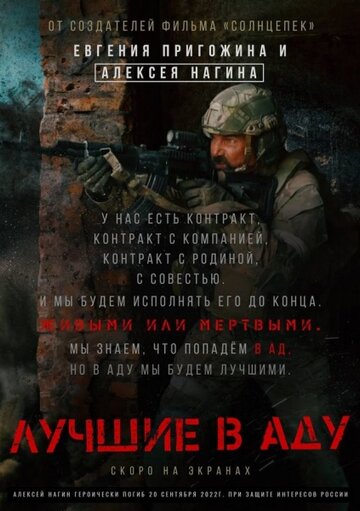 ОТ СОЗДАТЕЛЕЙ ФИЛЬМА «СОЛНЦЕПЕК»
ЕВГЕНИЯ ПРИГОЖИНА И
АЛЕКСЕЯ НАГИНА
У НАС ЕСТЬ КОНТРАКТ,
КОНТРАКТ С КОМПАНИЕЙ,
КОНТРАКТ С РОДИНОЙ,
С СОВЕСТЬЮ.
И МЫ БУДЕМ ИСПОЛНЯТЬ ЕГО ДО КОНЦА.
ЖИВЫМИ ИЛИ МЕРТВЫМИ.
МЫ ЗНАЕМ, ЧТО ПОПАДЁМ В АД.
НО В АДУ МЫ БУДЕМ ЛУЧШИМИ.
ЛУЧШИЕ В АДУ
СКОРО НА ЭКРАНАХ
АЛЕКСЕЙ НАГИН ГЕРОИЧЕСКИ ПОГИБ 20 СЕНТЯБРЯ 2022Г. ПРИ ЗАЩИТЕ ИНТЕРЕСОВ РОССИИ